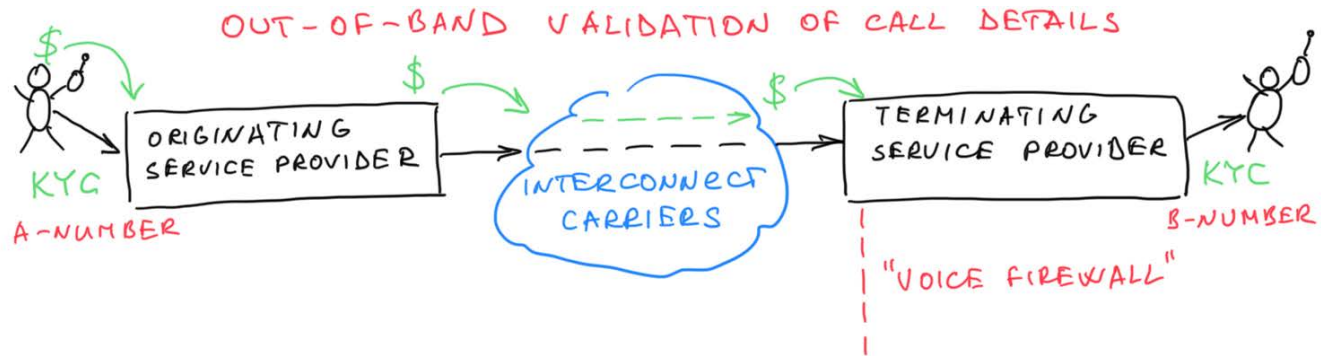 OUT-OF-BAND VALIDATION OF CALL DETAILS
$
$
$
ORIGINATING
SERVICE PROVIDER
TERMINATING
SERVICE PROVIDER
INTERCONNECT
CARRIERS
KYC
KYC
A-NUMBER
B-NUMBER
"VOICE FIREWALL"